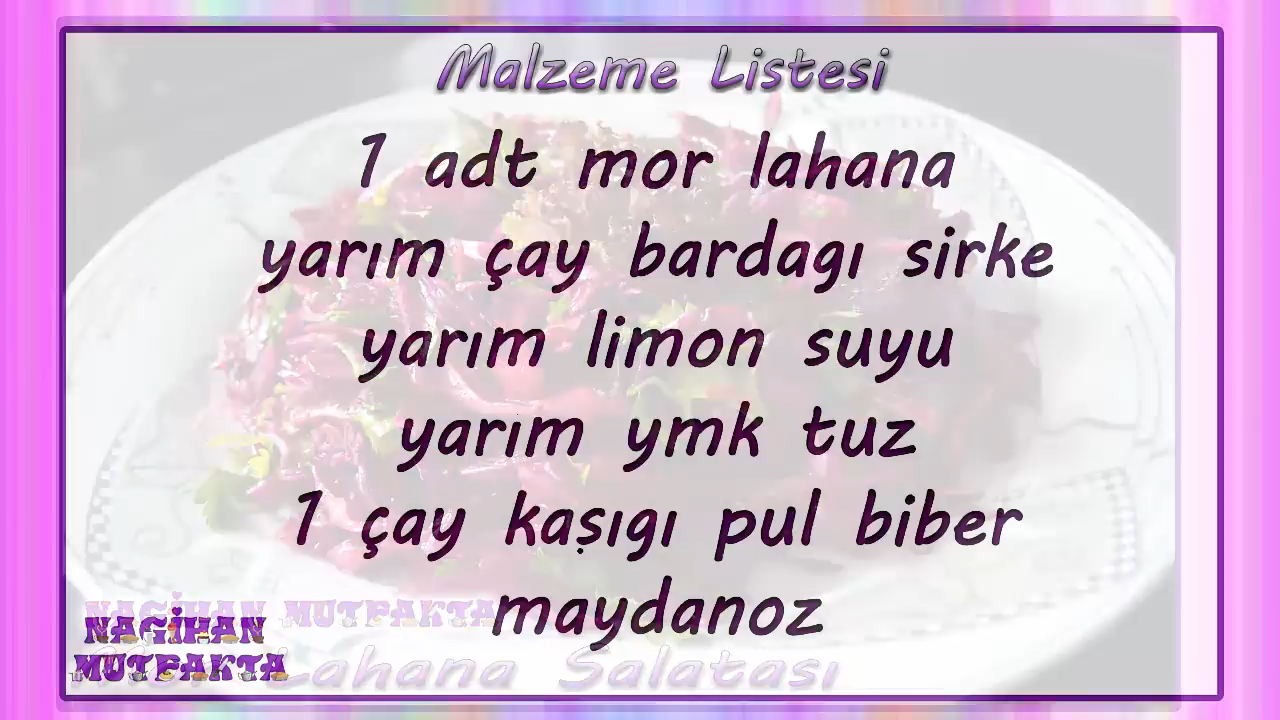 Malzeme Listesi
1 adt mor lahana
yarım çay bardagı sirke
yarım limon suyu
yarım ymk tuz
1 çay kaşıgı pul biber
maydanoz
NAGİHAN MUTFAKTA
NAGİHAN
MUTFAKTA
Lahana Salatası